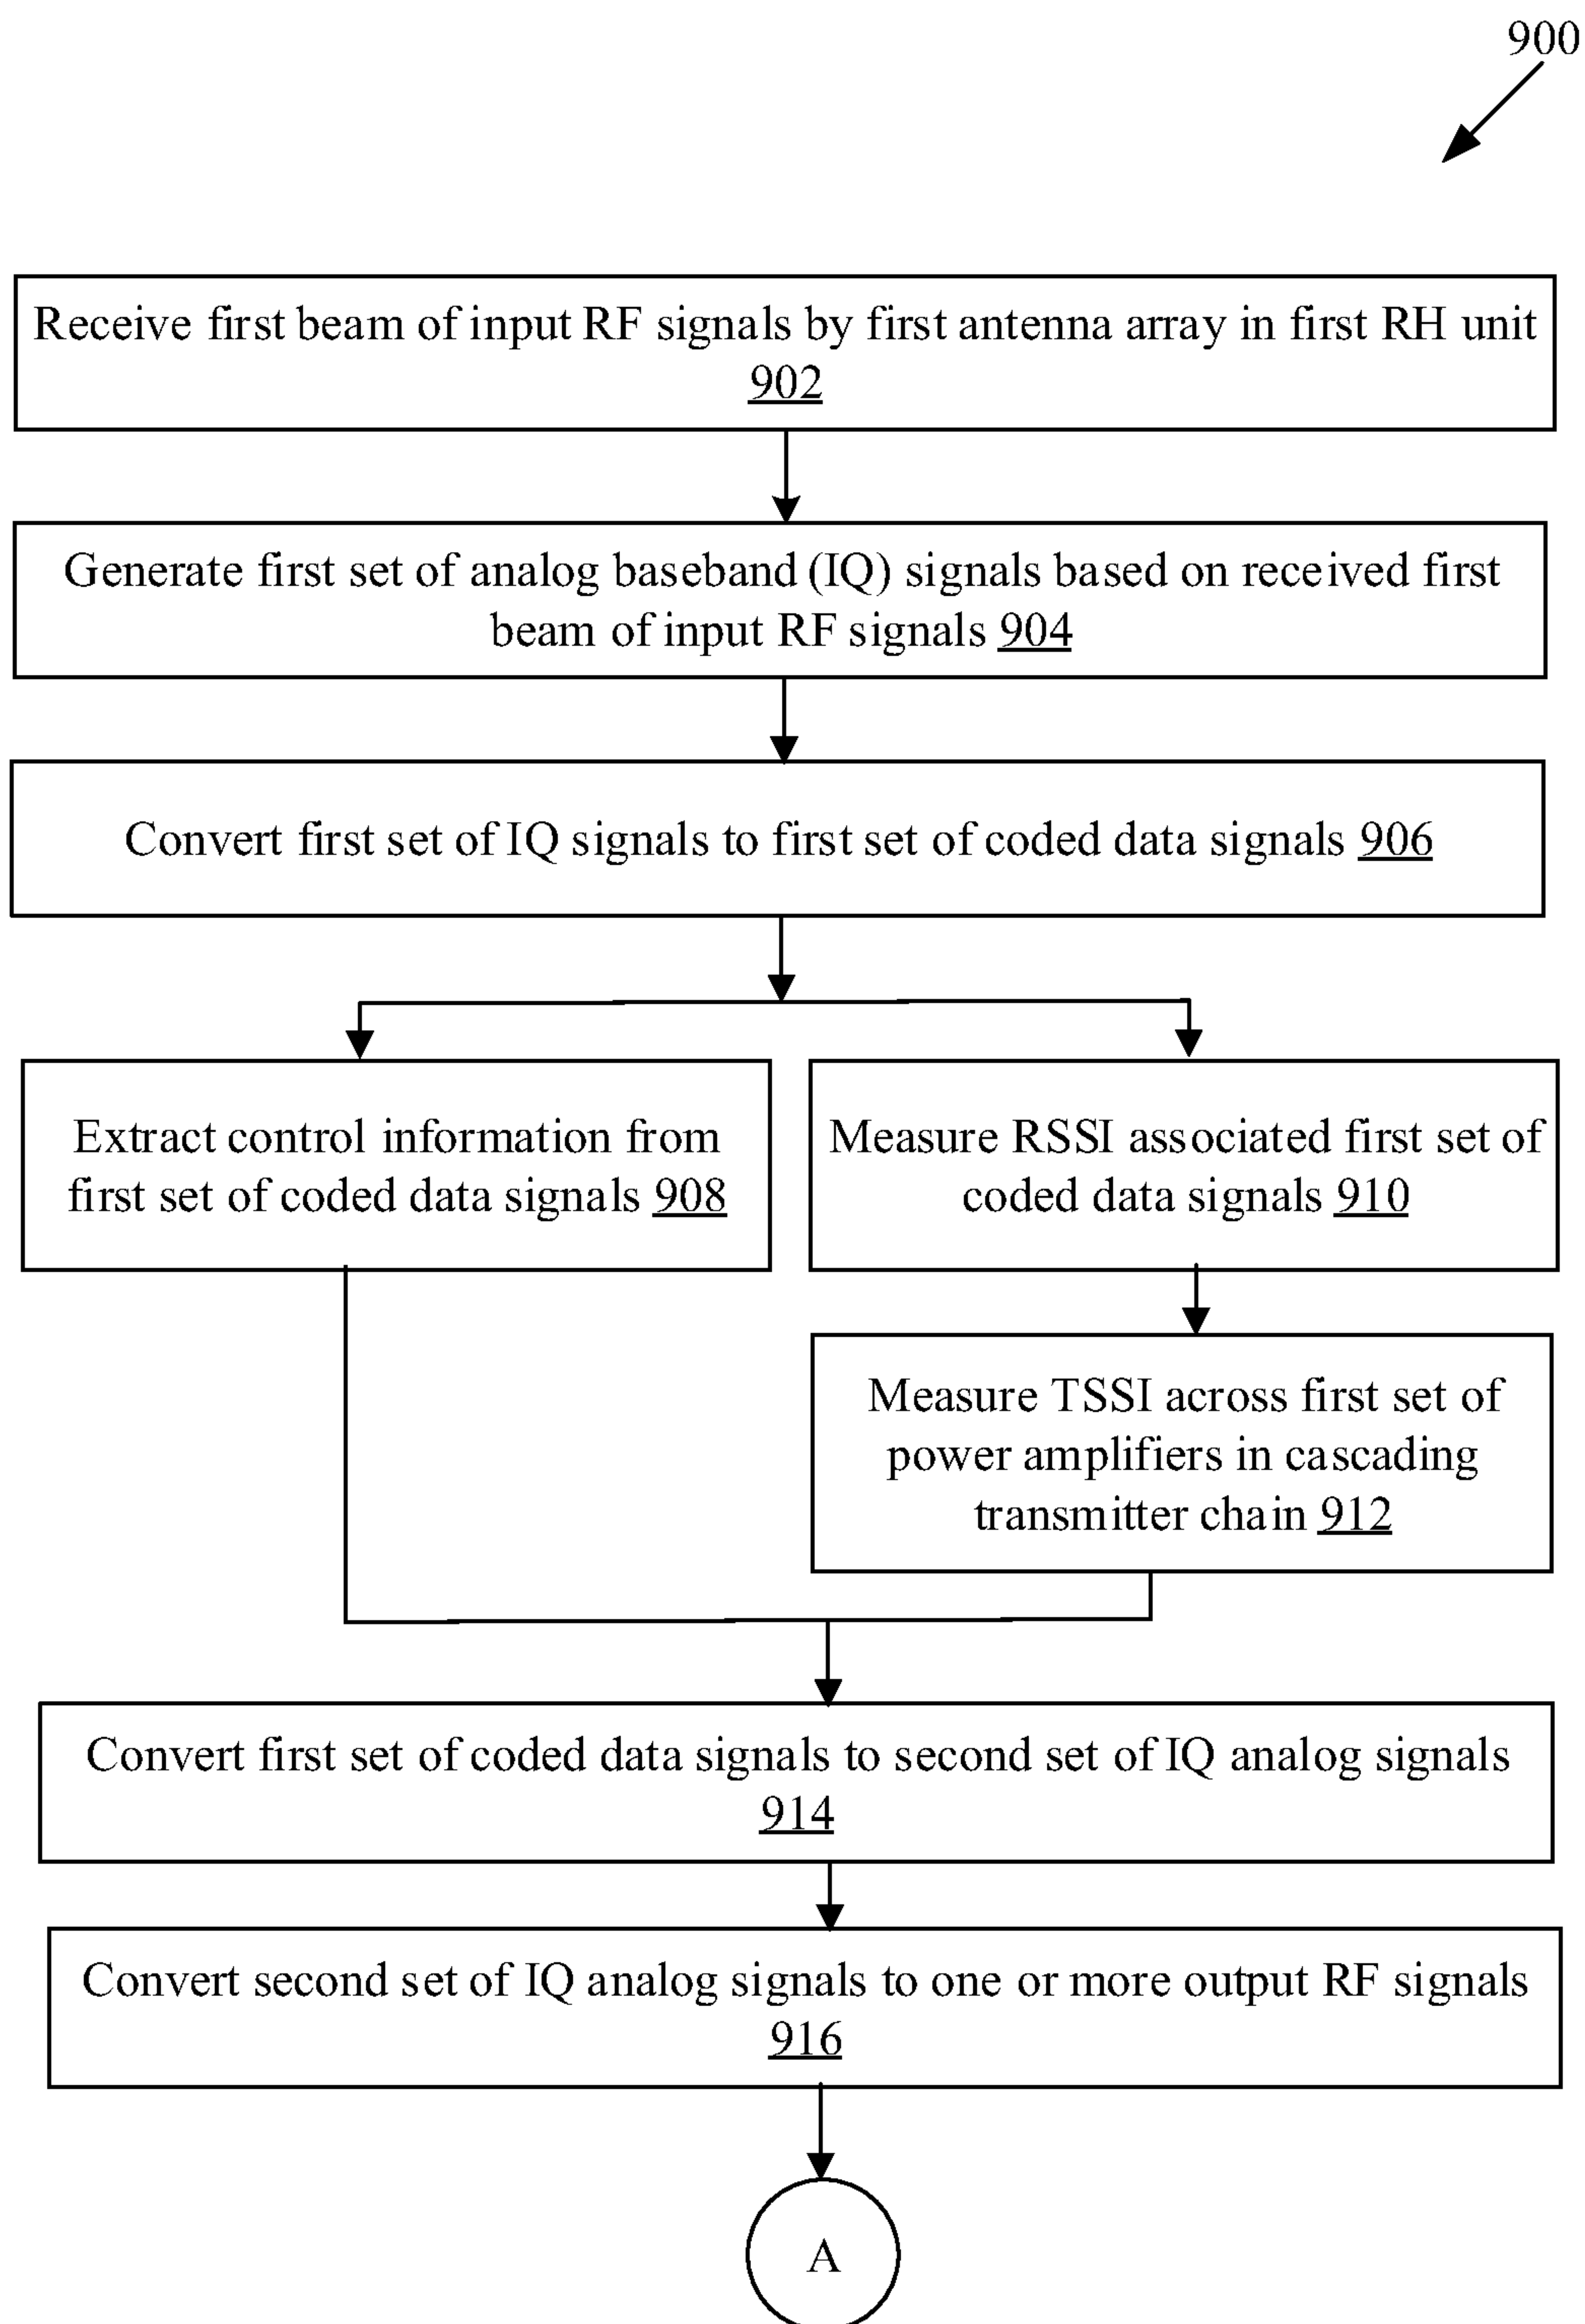 900
Receive first beam of input RF signals by first antenna array in first RH unit
902
Generate first set of analog baseband (IQ) signals based on received first
beam of input RF signals 904
Convert first set of IQ signals to first set of coded data signals 906
Extract control information from
first set of coded data signals 908
Measure RSSI associated first set of
coded data signals 910
Measure TSSI across first set of
power amplifiers in cascading
transmitter chain 912
Convert first set of coded data signals to second set of IQ analog signals
914
Convert second set of IQ analog signals to one or more output RF signals
916
A